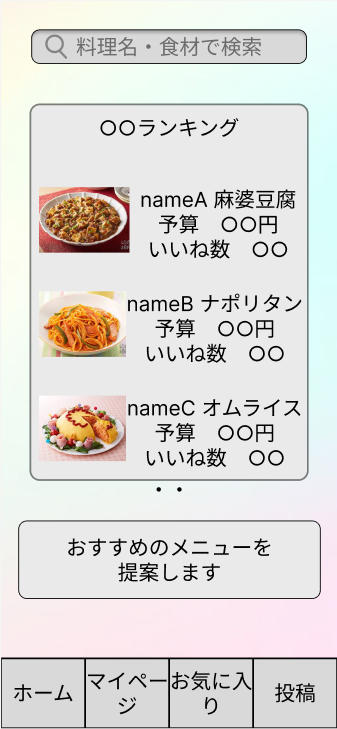 料理名・食材で検索
〇〇ランキング
nameA 麻婆豆腐
予算　〇〇円
いいね数　〇〇
nameB ナポリタン
予算　〇〇円
いいね数　〇〇
nameC オムライス
予算　〇〇円
いいね数　〇〇
・・
おすすめのメニューを
提案します
ホーム
マイペー
ジ
お気に入
り
投稿